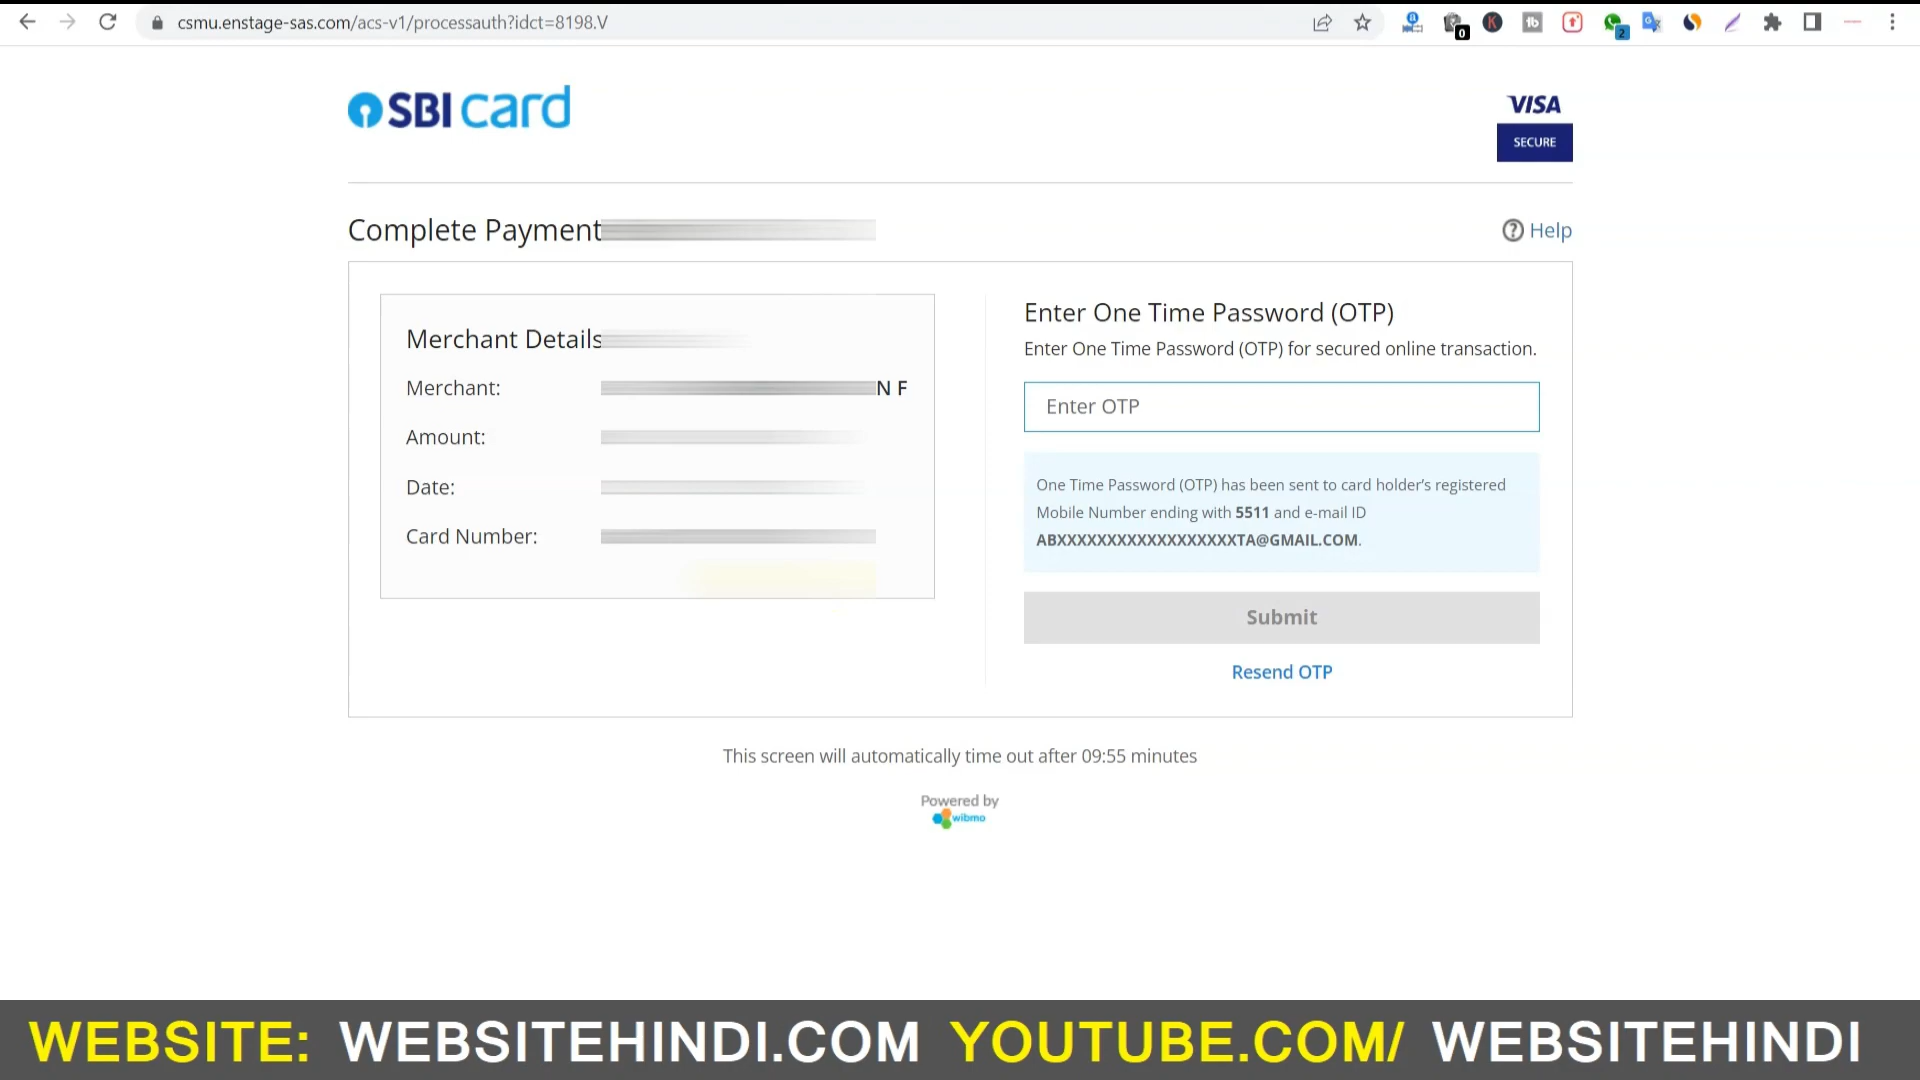 csmu.enstage-sas.com/acs-v1/processauth?idct=8198.V
0
K
tb
2
SBI card
VISA
SECURE
Complete Payment
Help
Merchant Details
Merchant: N F
Amount:
Date:
Card Number:
Enter One Time Password (OTP)
Enter One Time Password (OTP) for secured online transaction.
Enter OTP
One Time Password (OTP) has been sent to card holder's registered
Mobile Number ending with 5511 and e-mail ID
ABXXXXXXXXXXXXXXXXXXTA@GMAIL.COM.
Submit
Resend OTP
This screen will automatically time out after 09:55 minutes
Powered by
wibmo
WEBSITE: WEBSITEHINDI.COM YOUTUBE.COM/ WEBSITEHINDI